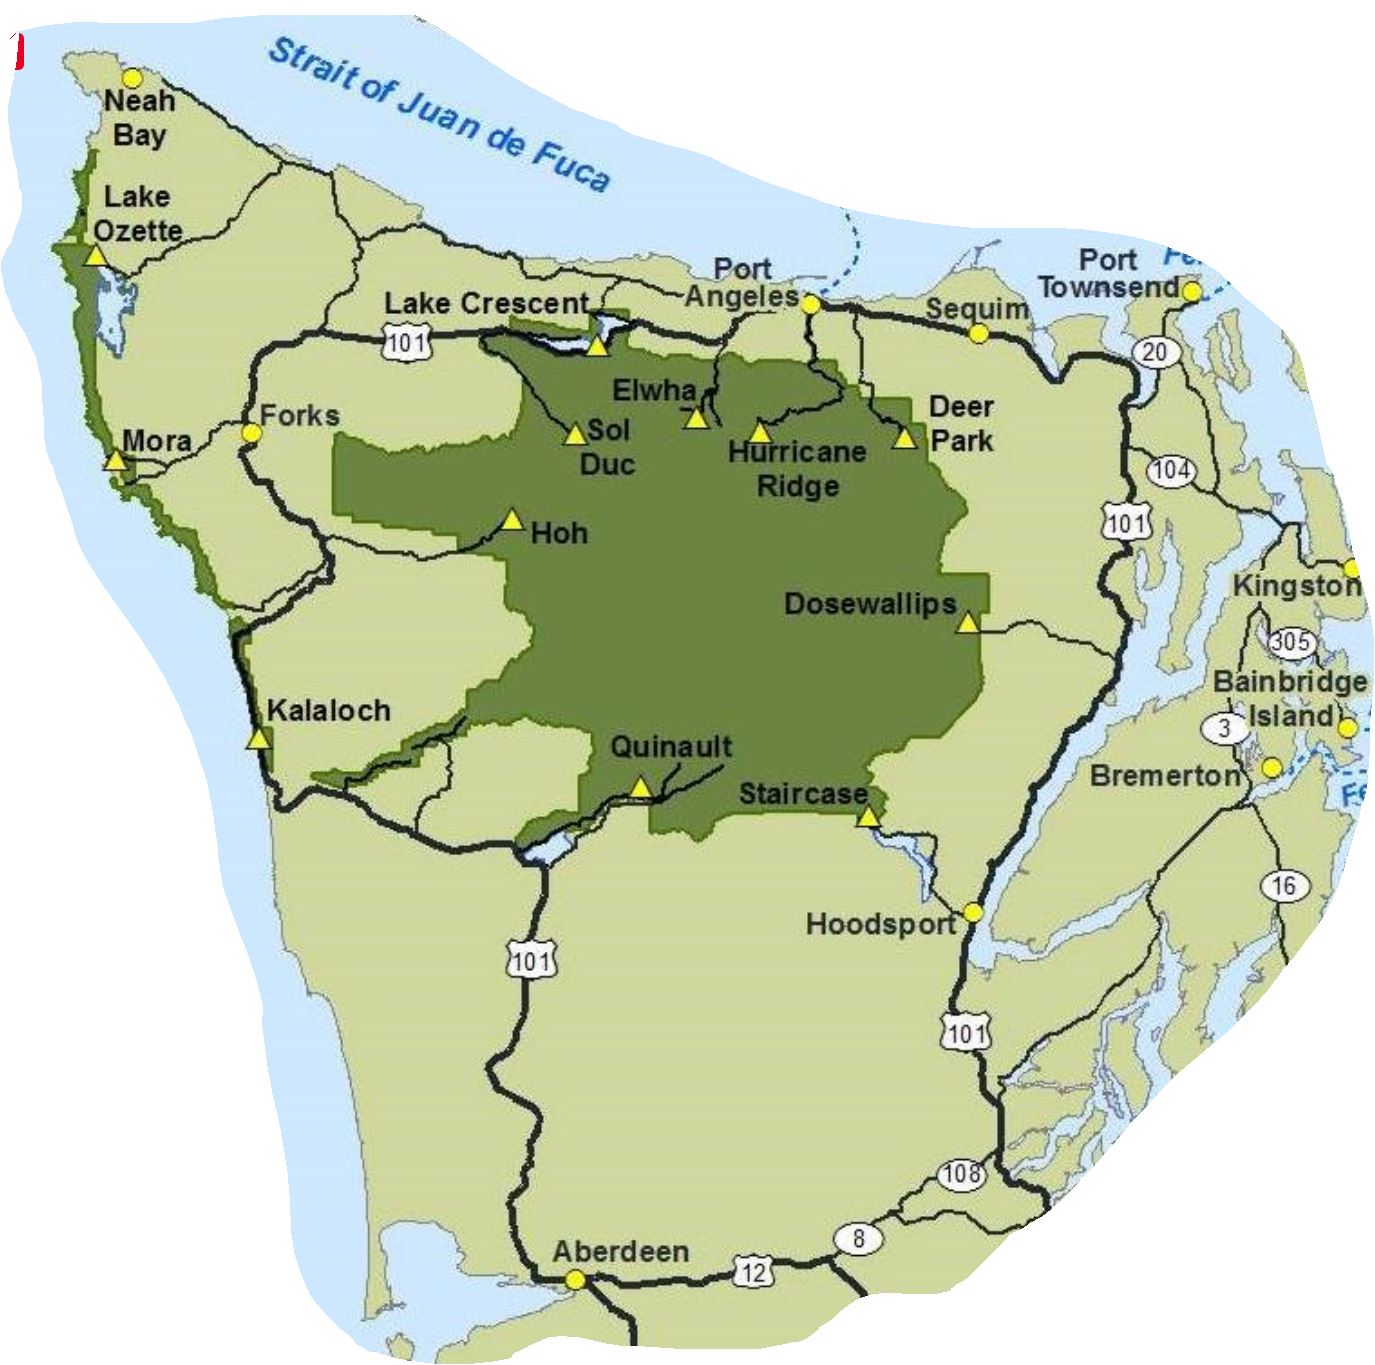 Strait of Juan de Fuca
Neah
Bay
Lake
Ozette
Port
Angeles
Port
Townsend
Sequim
Lake Crescent
101
20
Elwha
Deer
Park
Forks
Mora
Sol
Duc
Hurricane
Ridge
104
101
Hoh
Kingston
Dosewallips
305
Bainbridge
Island
Kalaloch
3
Quinault
Bremerton
Staircase
16
Hoodsport
101
101
108
8
Aberdeen
12